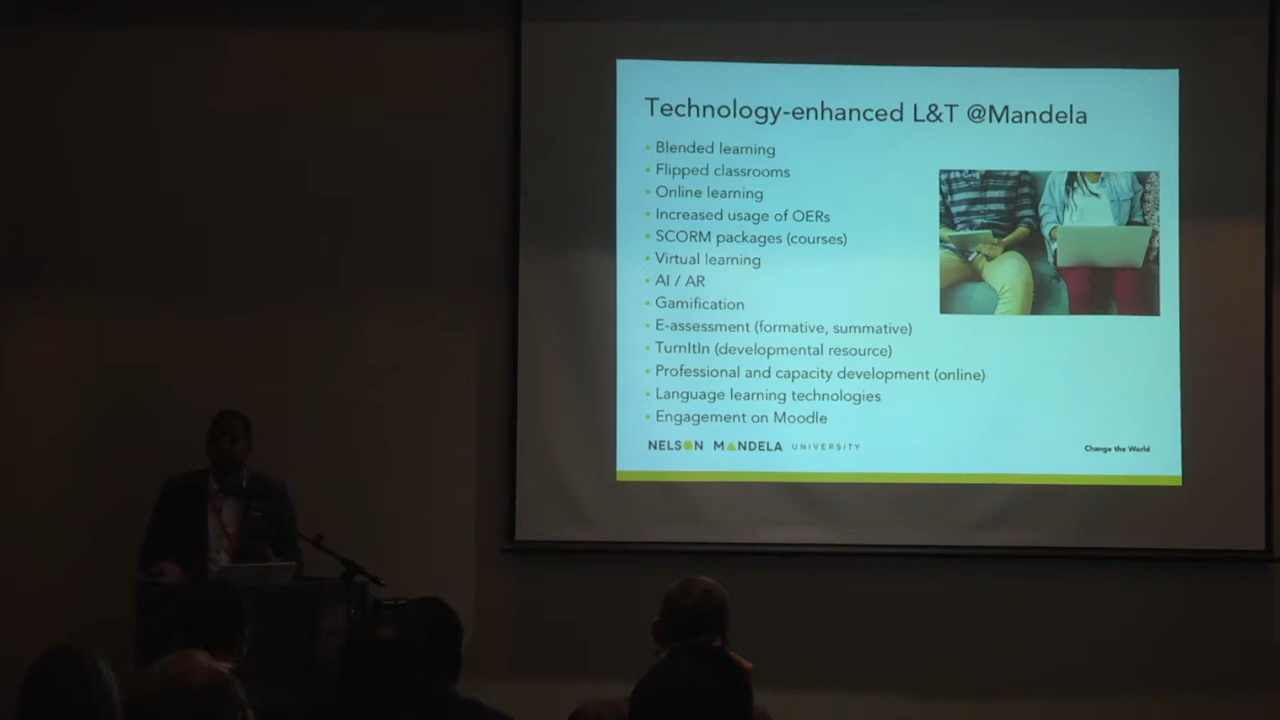 Technology-enhanced L&T @Mandela
• Blended learning
• Flipped classrooms
• Online learning
• Increased usage of OERs
• SCORM packages (courses)
• Virtual learning
• AI / AR
• Gamification
• E-assessment (formative, summative)
• TurnItIn (developmental resource)
• Professional and capacity development (online)
• Language learning technologies
• Engagement on Moodle
NELSON MANDELA UNIVERSITY
Change the World